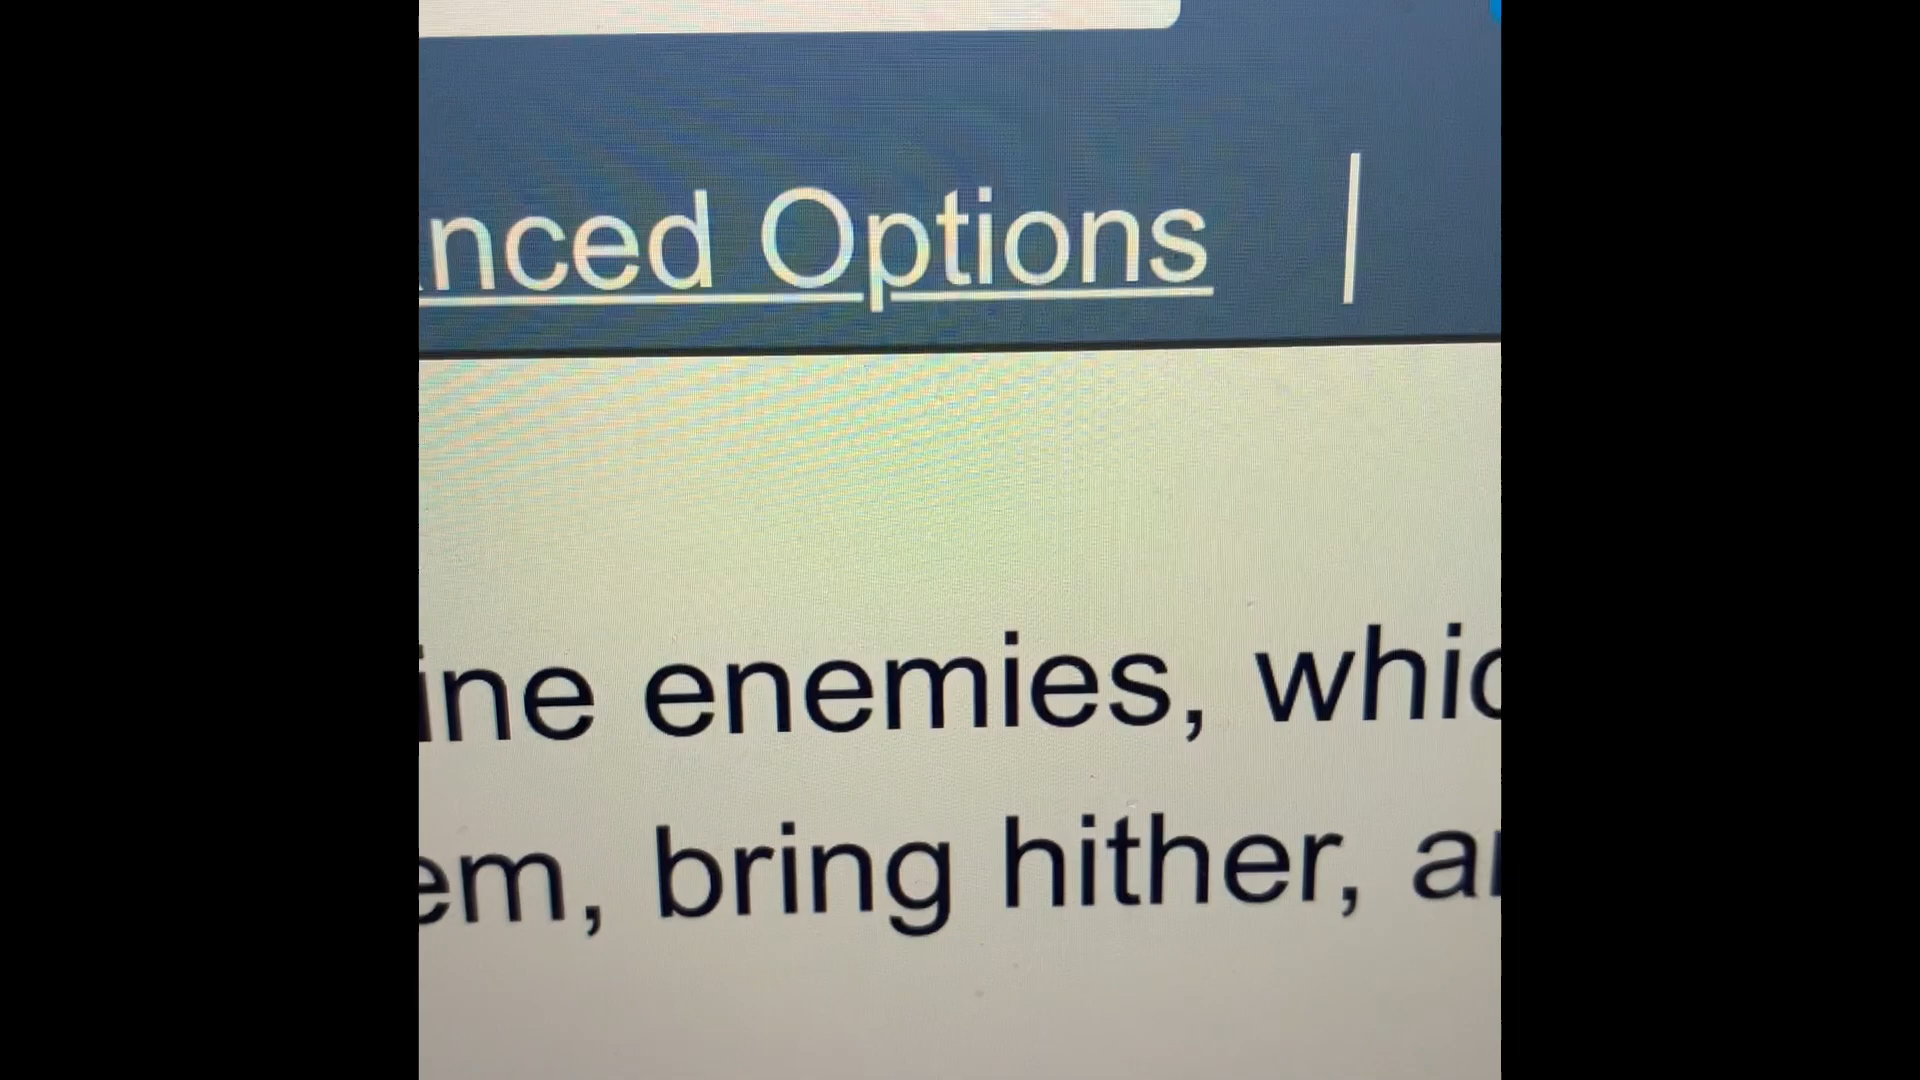 nced Options |
ine enemies, whic
em, bring hither, a